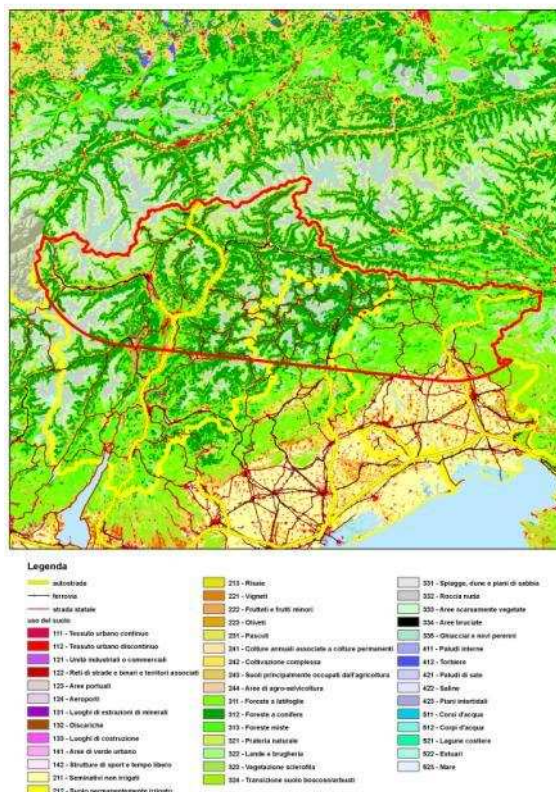 Legenda
autostrada
ferrovia
strada statale
uso del suolo
111 - Tessuto urbano continuo
112 - Tessuto urbano discontinuo
121 - Unità industriali o commerciali
122 - Reti di strade e binari e territori associati
123 - Aree portuali
124 - Aeroporti
131 - Luoghi di estrazioni di minerali
132 - Discariche
133 - Luoghi di costruzione
141 - Aree di verde urbano
142 - Strutture di sport e tempo libero
211 - Seminativi non irrigati
212 - Suolo permanentemente irrigato
213 - Risaie
221 - Vigneti
222 - Frutteti e frutti minori
223 - Oliveti
231 - Pascoli
241 - Colture annuali associate a colture permanenti
242 - Coltivazione complessa
243 - Suoli principalmente occupati dall'agricoltura
244 - Aree di agro-selvicoltura
311 - Foreste a latifoglie
312 - Foreste a conifere
313 - Foreste miste
321 - Prateria naturale
322 - Lande e brugheria
323 - Vegetazione sclerofila
324 - Transizione suolo boscoso/arbusti
331 - Spiagge, dune e piani di sabbia
332 - Roccia nuda
333 - Aree scarsamente vegetate
334 - Aree bruciate
335 - Ghiacciai e nevi perenni
411 - Paludi interne
412 - Torbiere
421 - Paludi di sale
422 - Saline
423 - Piani intertidali
511 - Corsi d'acqua
512 - Corpi d'acqua
521 - Lagune costiere
522 - Estuari
523 - Mare